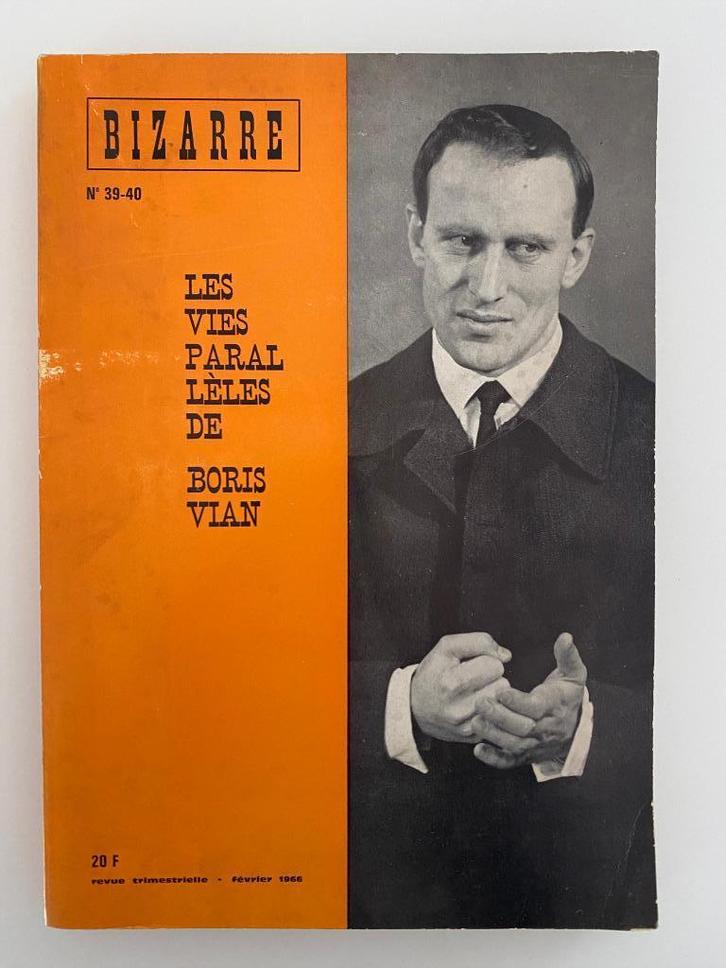 BIZARRE
N° 39-40
LES
VIES
PARAL
LÈLES
DE
BORIS
VIAN
20 F
revue trimestrielle - février 1966